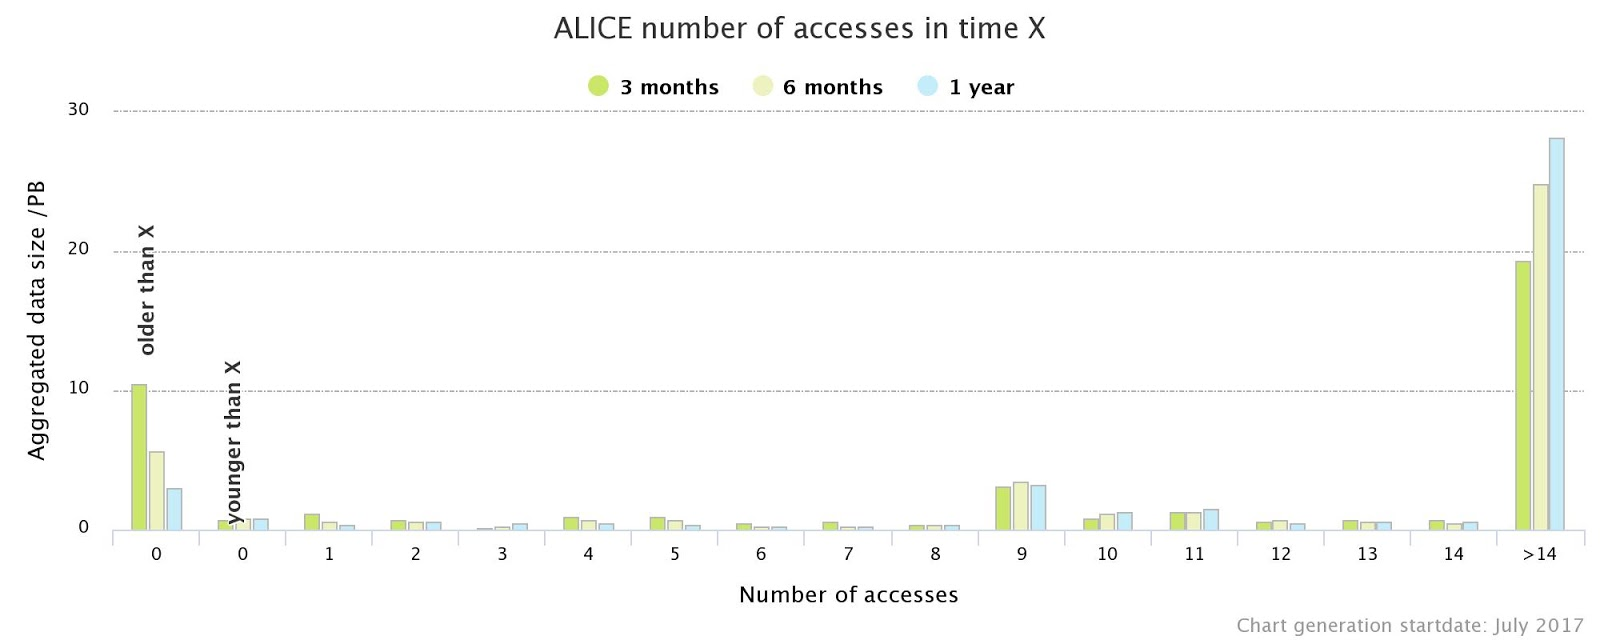 ALICE number of accesses in time X
3 months 6 months 1 year
30
20
10
0
Aggregated data size /PB
older than X
younger than X
0 0 1 2 3 4 5 6 7 8 9 10 11 12 13 14 >14
Number of accesses
Chart generation startdate: July 2017